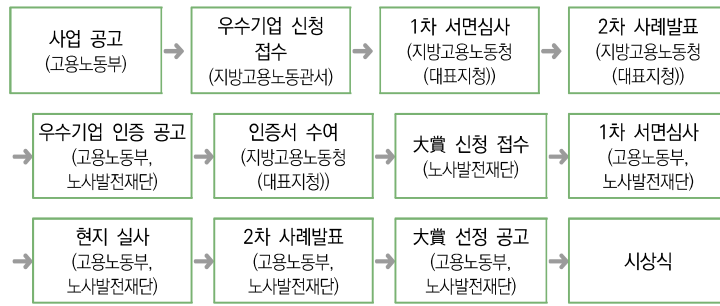 사업 공고
(고용노동부)
우수기업 신청
접수
(지방고용노동관서)
1차 서면심사
(지방고용노동청
(대표지청))
2차 사례발표
(지방고용노동청
(대표지청))
우수기업 인증 공고
(고용노동부,
노사발전재단)
인증서 수여
(지방고용노동청
(대표지청))
大賞 신청 접수
(노사발전재단)
1차 서면심사
(고용노동부,
노사발전재단)
현지 실사
(고용노동부,
노사발전재단)
2차 사례발표
(고용노동부,
노사발전재단)
大賞 선정 공고
(고용노동부,
노사발전재단)
시상식